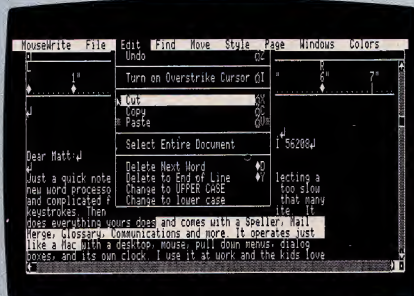 MouseWrite File Edit Find Move Style Page Windows Colors
Undo Z
Turn on Overstrike Cursor I
1" 6" 7"
Cut X
Copy C
Paste
Select Entire Document
I 56208
Dear Matt:
Delete Next Word
Delete to End of Line Y
Change to UPPER CASE
Change to lower case
Just a quick note lecting a
new word processo too slow
and complicated f that many
keystrokes. Then ite. It
does everything yours does and comes with a Speller, Mail
Merge, Glossary, Communications and more. It operates just
like a Mac with a desktop, mouse, pull down menus, dialog
boxes, and its own clock. I use it at work and the kids love